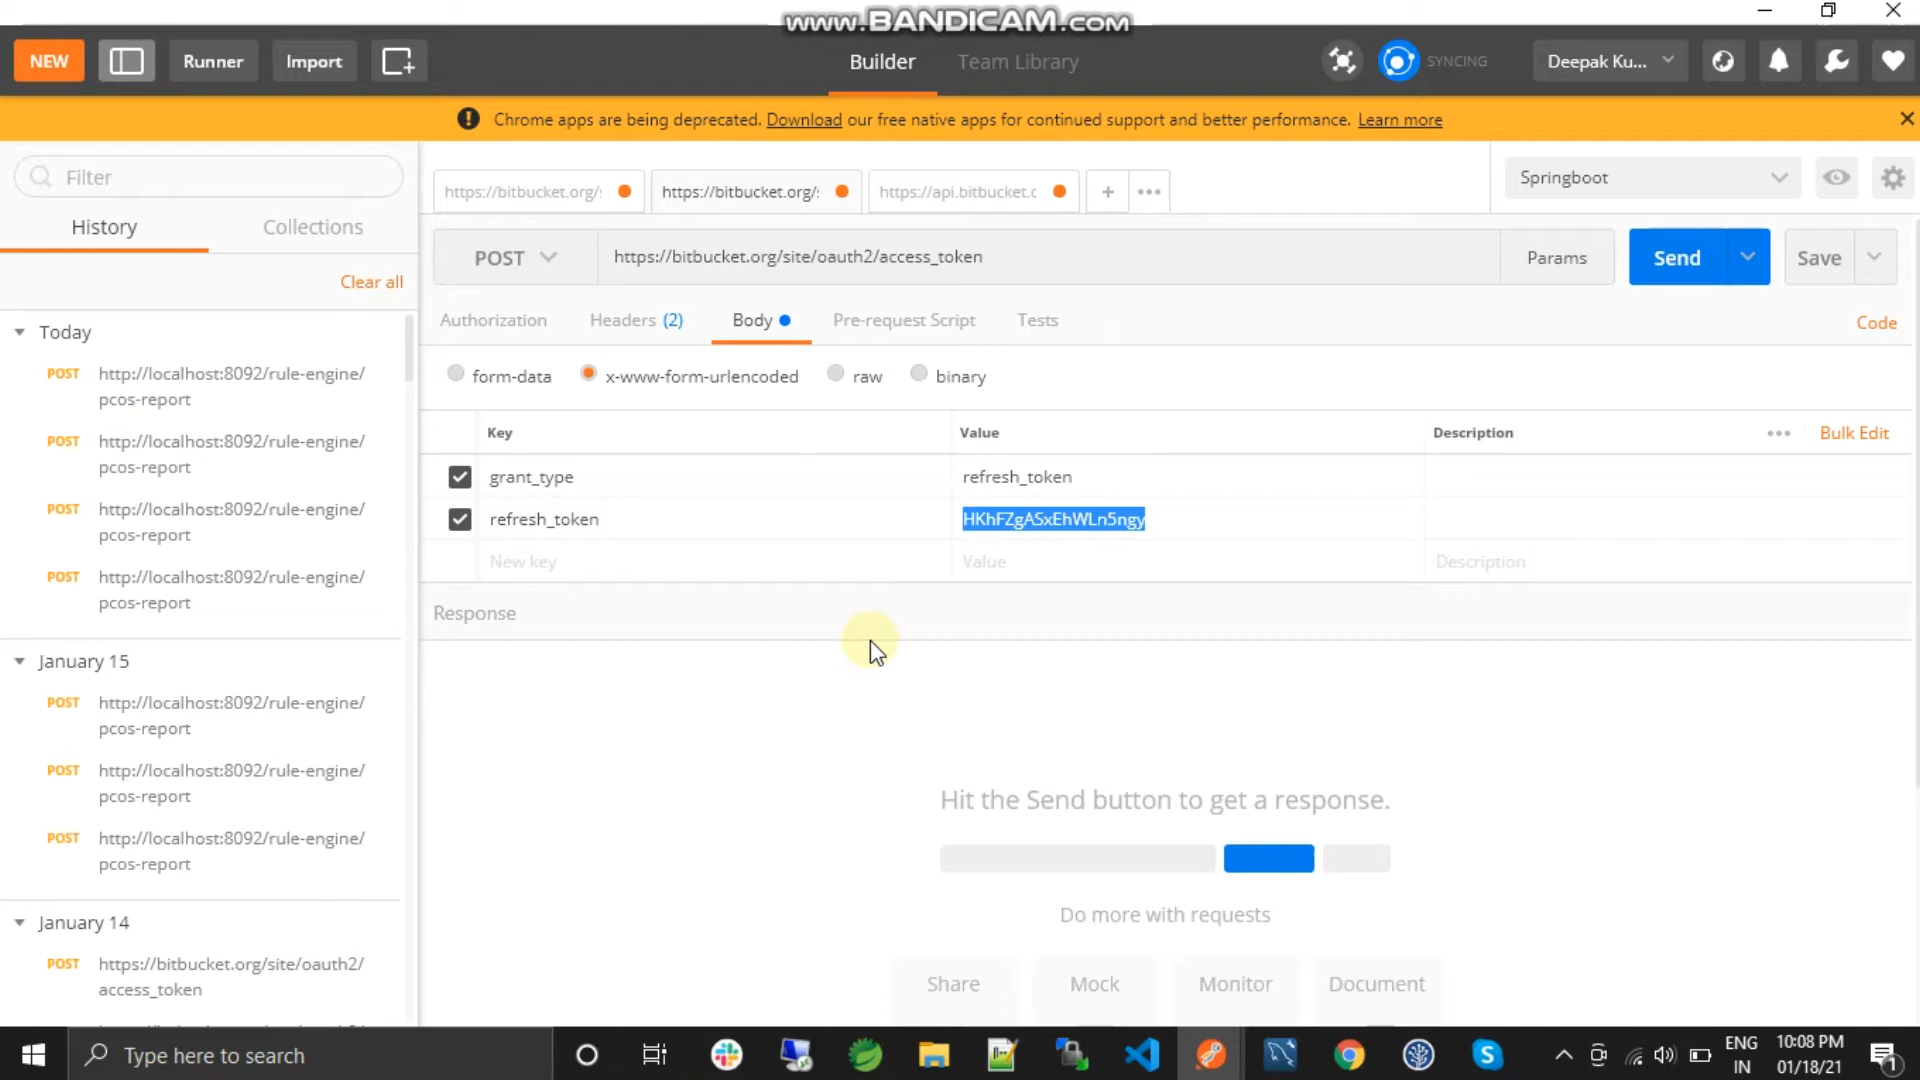 www.BANDICAM.com
NEW
Runner
Import
Builder
Team Library
SYNCING
Deepak Ku...
Chrome apps are being deprecated. Download our free native apps for continued support and better performance. Learn more
Filter
History
Collections
Clear all
Today
POST http://localhost:8092/rule-engine/
pcos-report
POST http://localhost:8092/rule-engine/
pcos-report
POST http://localhost:8092/rule-engine/
pcos-report
POST http://localhost:8092/rule-engine/
pcos-report
January 15
POST http://localhost:8092/rule-engine/
pcos-report
POST http://localhost:8092/rule-engine/
pcos-report
POST http://localhost:8092/rule-engine/
pcos-report
January 14
POST https://bitbucket.org/site/oauth2/
access_token
https://bitbucket.org/:
https://bitbucket.org/:
https://api.bitbucket.c
Springboot
POST
https://bitbucket.org/site/oauth2/access_token
Params
Send
Save
Authorization
Headers (2)
Body
Pre-request Script
Tests
Code
form-data
x-www-form-urlencoded
raw
binary
Key
Value
Description
Bulk Edit
grant_type
refresh_token
refresh_token
HKhFZgASxEhWLn5ngy
New key
Value
Description
Response
Hit the Send button to get a response.
Do more with requests
Share
Mock
Monitor
Document
Type here to search
ENG
IN
10:08 PM
01/18/21
1